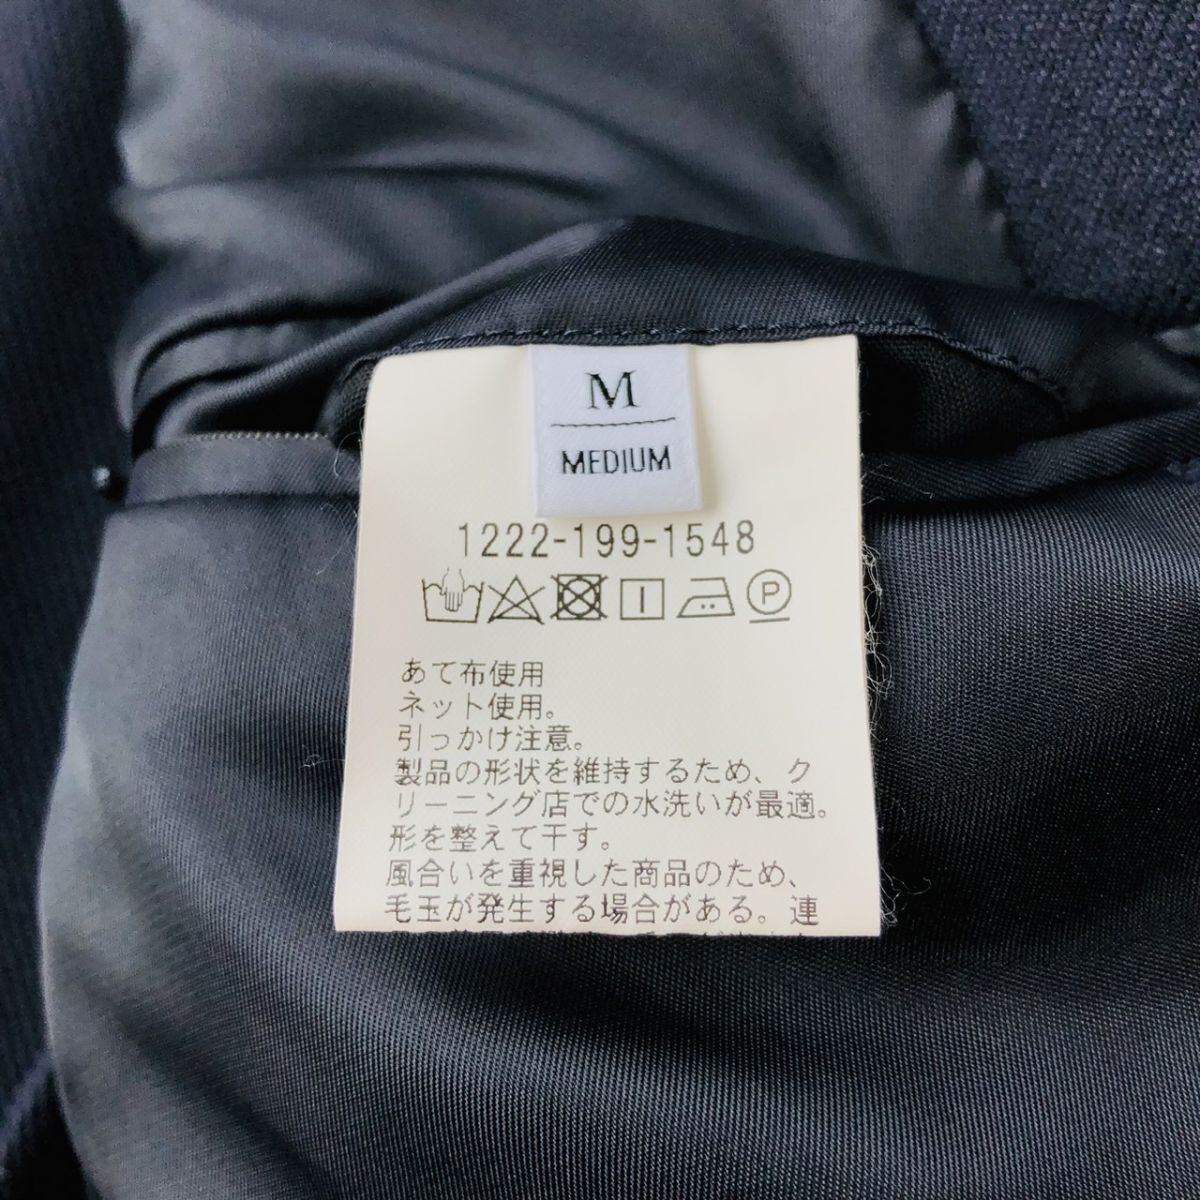 M
MEDIUM
1222-199-1548
P
あて布使用
ネット使用。
引っかけ注意。
製品の形状を維持するため、ク
リーニング店での水洗いが最適。
形を整えて干す。
風合いを重視した商品のため、
毛玉が発生する場合がある。連